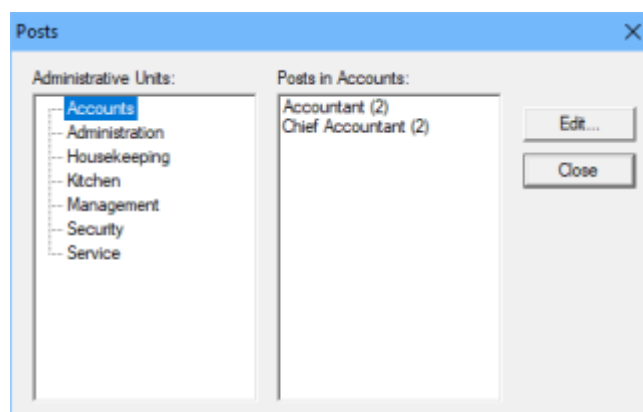 Posts
Administrative Units:
Accounts
Administration
Housekeeping
Kitchen
Management
Security
Service
Posts in Accounts:
Accountant (2)
Chief Accountant (2)
Edit...
Close